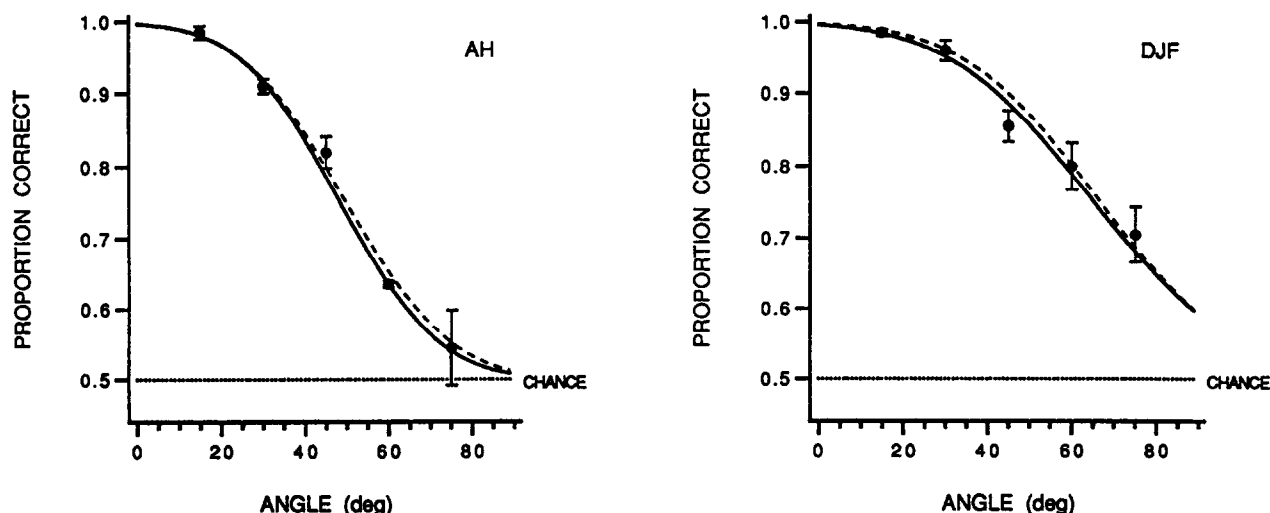 PROPORTION CORRECT
1.0
0.9
0.8
0.7
0.6
0.5
AH
CHANCE
0 20 40 60 80
ANGLE (deg)
PROPORTION CORRECT
1.0
0.9
0.8
0.7
0.6
0.5
DJF
CHANCE
0 20 40 60 80
ANGLE (deg)